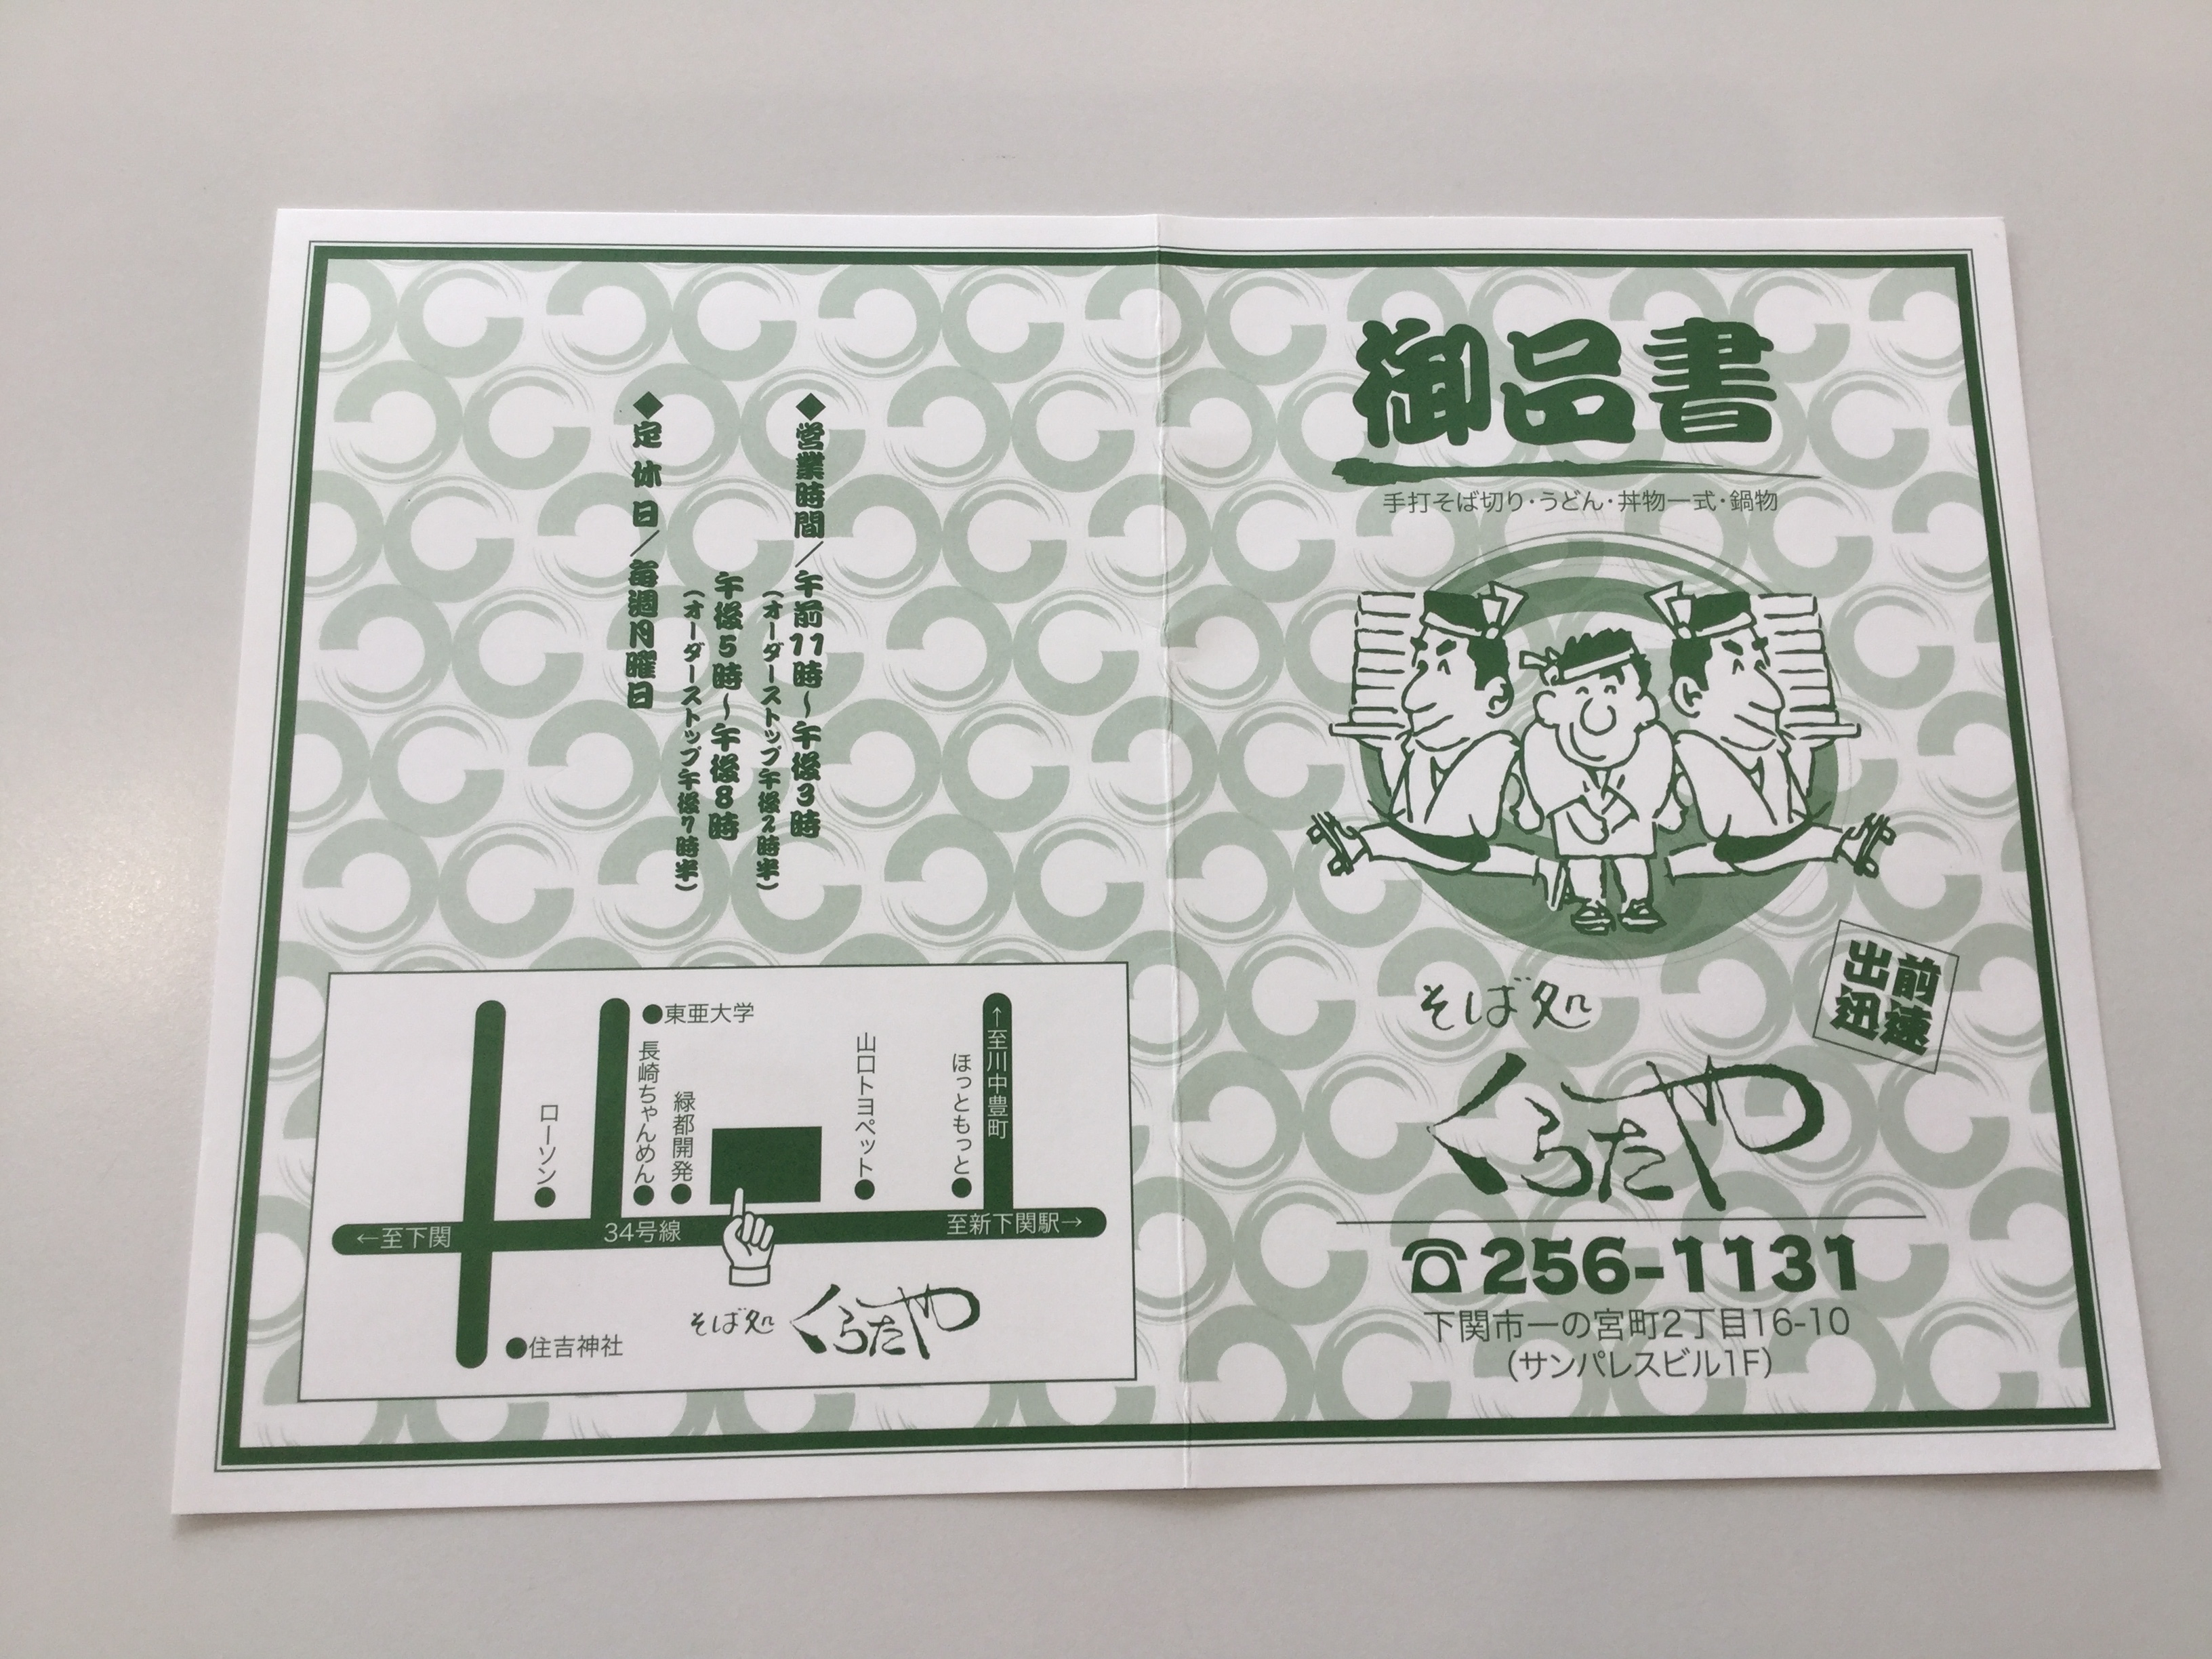 御品書
手打そば切り・うどん・丼物一式・鍋物
出前
迅速
そば処
くらたや
☎256-1131
下関市一の宮町2丁目16-10
(サンパレスビル1F)
◆営業時間／午前11時〜午後3時
(オーダーストップ午後2時半)
午後5時〜午後8時
(オーダーストップ午後7時半)
◆定休日／毎週月曜日
●東亜大学
長崎ちゃんめん●
緑都開発●
ローソン●
山口トヨペット●
ほっともっと●
←至川中豊町
←至下関
34号線
至新下関駅→
●住吉神社
そば処 くらたや